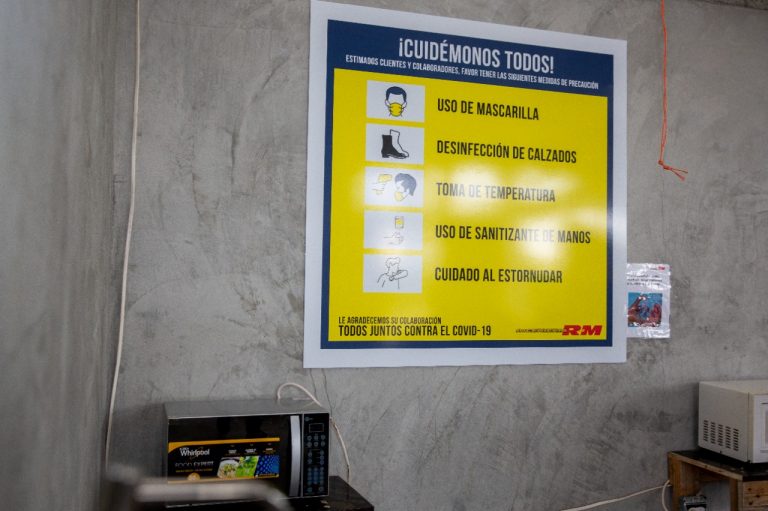 ¡CUIDÉMONOS TODOS!
ESTIMADOS CLIENTES Y COLABORADORES, FAVOR TENER LAS SIGUIENTES MEDIDAS DE PRECAUCIÓN
USO DE MASCARILLA
DESINFECCIÓN DE CALZADOS
TOMA DE TEMPERATURA
USO DE SANITIZANTE DE MANOS
CUIDADO AL ESTORNUDAR
LE AGRADECEMOS SU COLABORACIÓN
TODOS JUNTOS CONTRA EL COVID-19
RM
Whirlpool